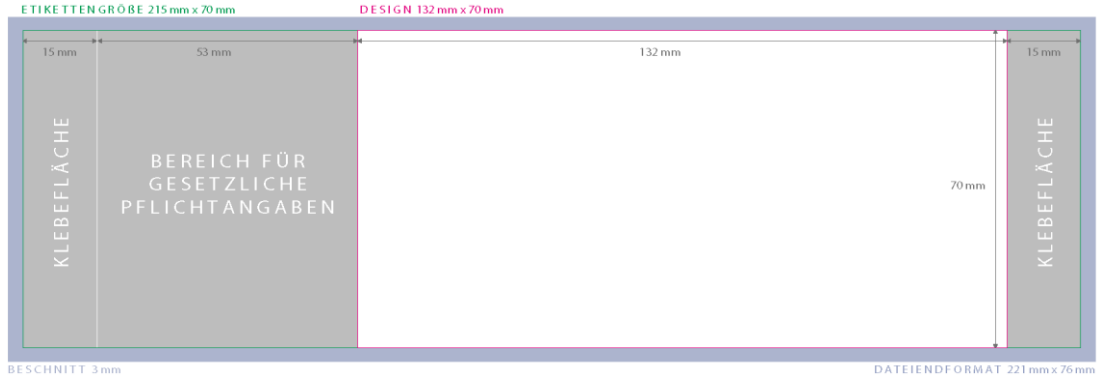 ETIKETTENGRÖßE 215 mm x 70 mm
DESIGN 132 mm x 70 mm
15 mm
53 mm
132 mm
15 mm
KLEBEFLÄCHE
BEREICH FÜR
GESETZLICHE
PFLICHTANGABEN
70 mm
KLEBEFLÄCHE
BESCHNITT 3 mm
DATEIENDFORMAT 221 mm x 76 mm